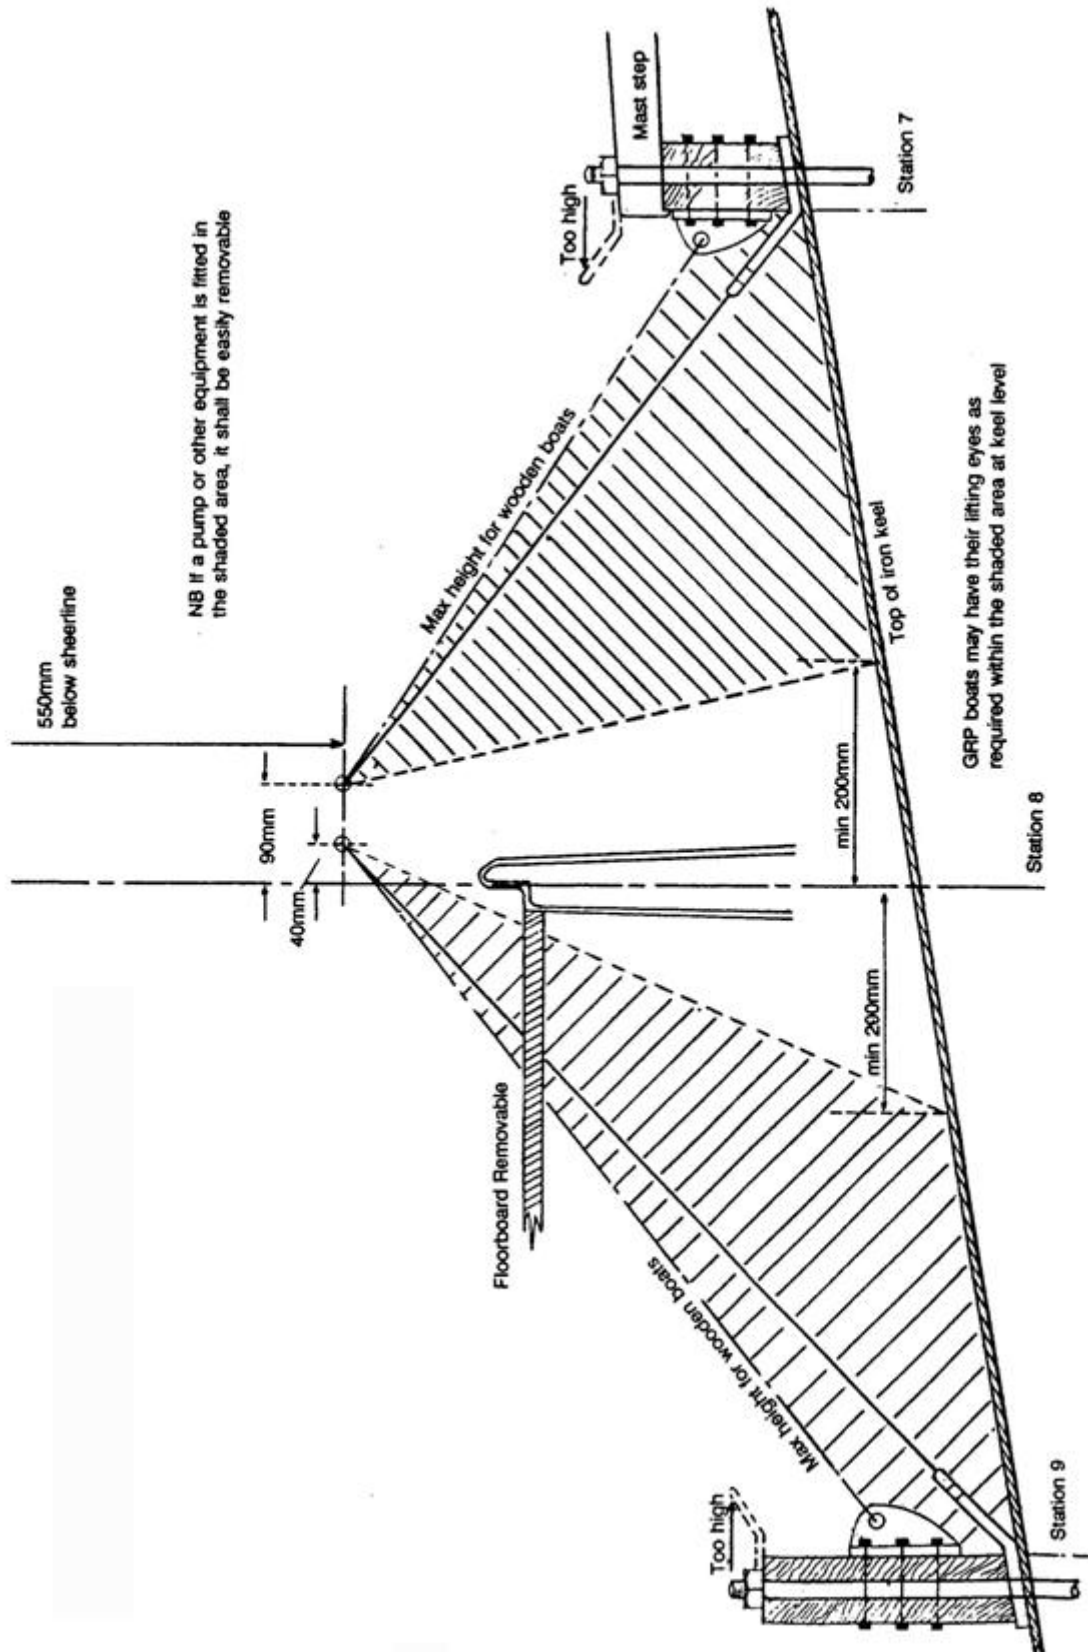 550mm
below sheerline
NB If a pump or other equipment is fitted in
the shaded area, it shall be easily removable
90mm
40mm
Too high
Mast step
Max height for wooden boats
Station 7
Floorboard Removable
Max height for wooden boats
min 200mm
min 200mm
Top of iron keel
GRP boats may have their lifting eyes as
required within the shaded area at keel level
Station 8
Too high
Station 9